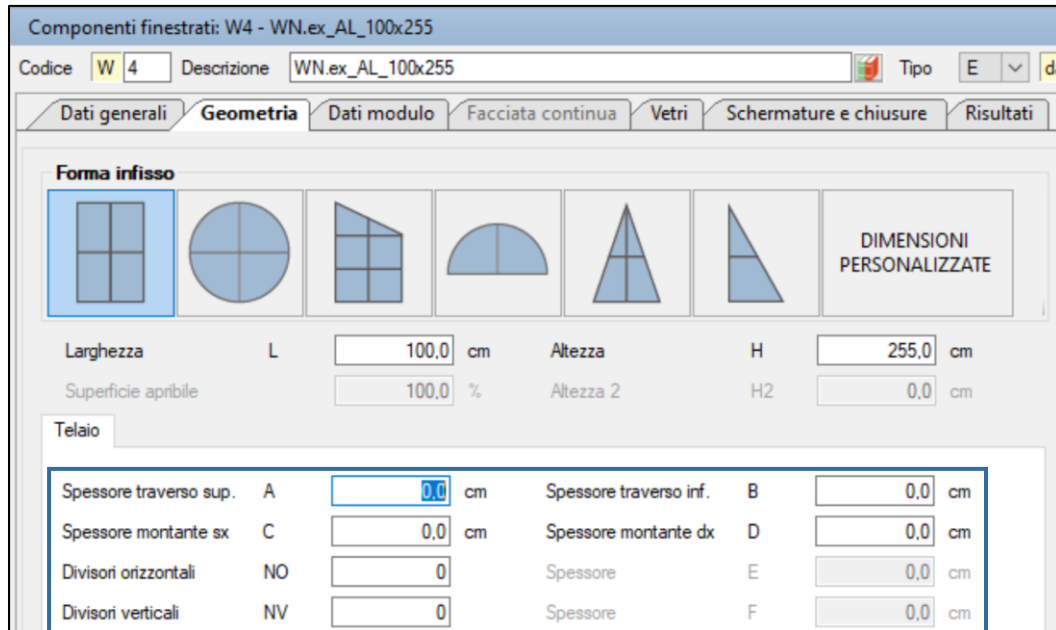 Componenti finestrati: W4 - WN.ex_AL_100x255
Codice W 4 Descrizione WN.ex_AL_100x255 Tipo E
Dati generali Geometria Dati modulo Facciata continua Vetri Schermature e chiusure Risultati
Forma infisso
DIMENSIONI
PERSONALIZZATE
Larghezza L 100,0 cm Altezza H 255,0 cm
Superficie apribile 100,0 % Altezza 2 H2 0,0 cm
Telaio
Spessore traverso sup. A 0,0 cm Spessore traverso inf. B 0,0 cm
Spessore montante sx C 0,0 cm Spessore montante dx D 0,0 cm
Divisori orizzontali NO 0 Spessore E 0,0 cm
Divisori verticali NV 0 Spessore F 0,0 cm